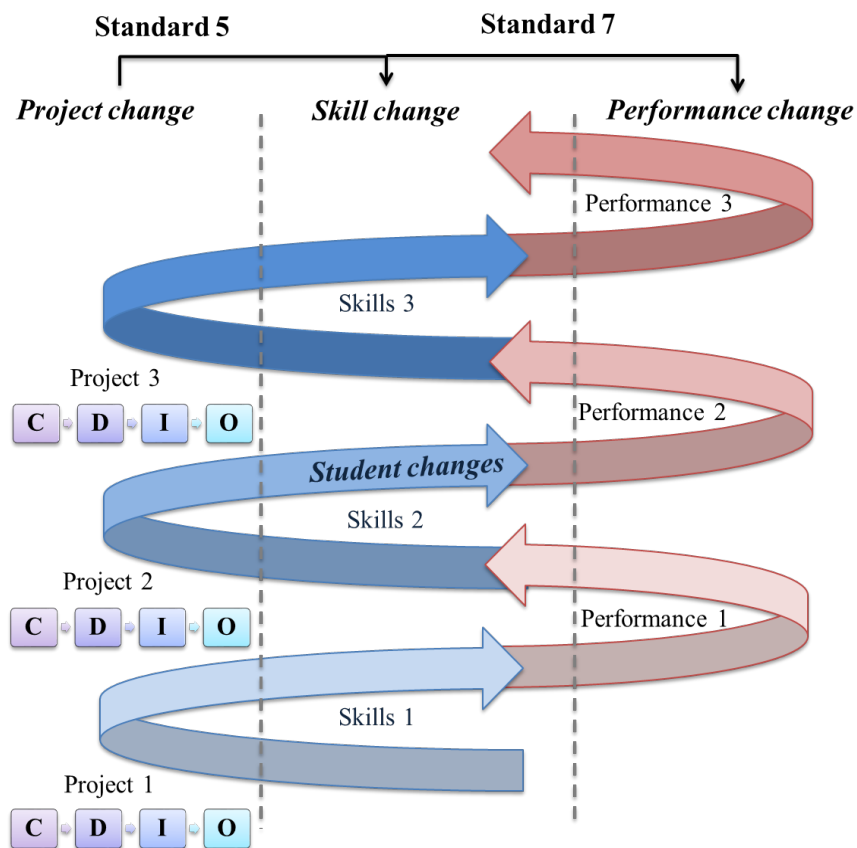 Standard 5
Standard 7
Project change
Skill change
Performance change
Performance 3
Skills 3
Project 3
C D I O
Performance 2
Student changes
Skills 2
Project 2
C D I O
Performance 1
Skills 1
Project 1
C D I O